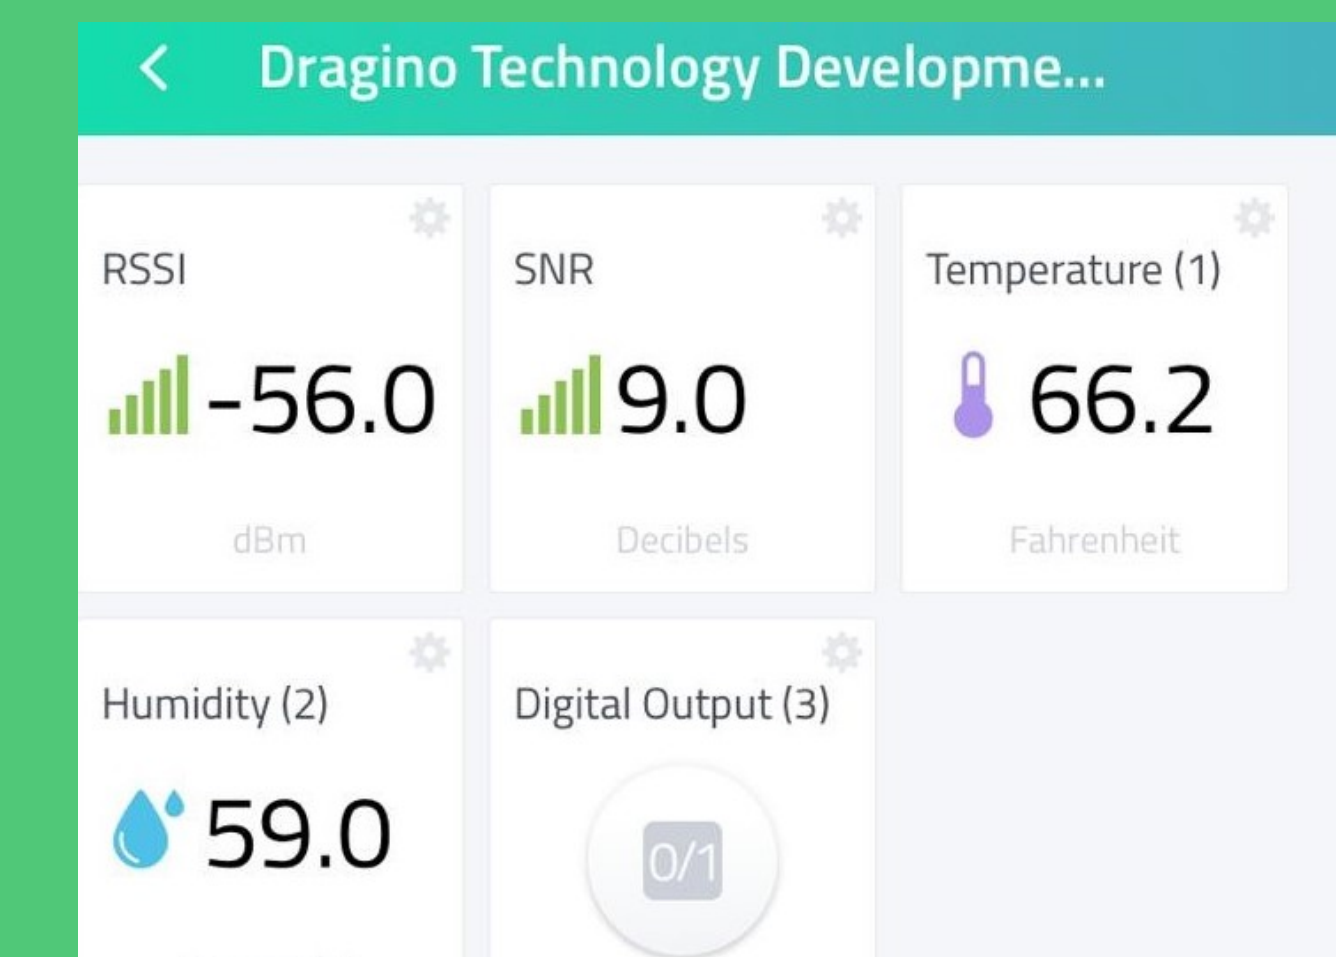 Dragino Technology Developme...
RSSI
-56.0
dBm
SNR
9.0
Decibels
Temperature (1)
66.2
Fahrenheit
Humidity (2)
59.0
Digital Output (3)
0/1